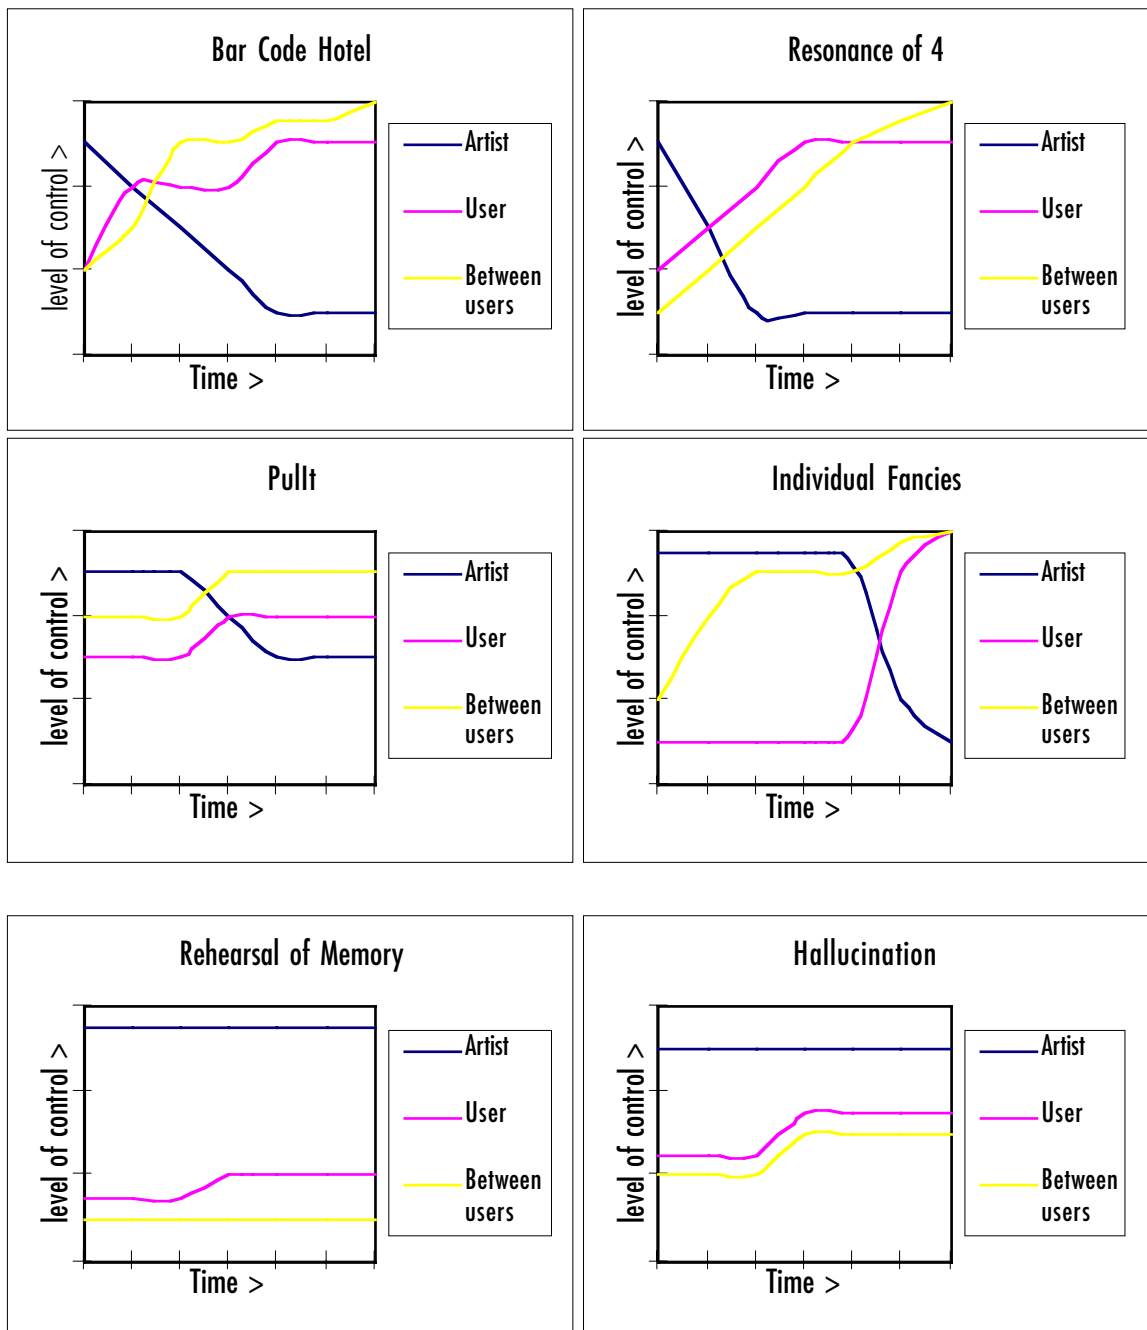 Bar Code Hotel
level of control >
Time >
Artist
User
Between
users
Resonance of 4
level of control >
Time >
Artist
User
Between
users
PullIt
level of control >
Time >
Artist
User
Between
users
Individual Fancies
level of control >
Time >
Artist
User
Between
users
Rehearsal of Memory
level of control >
Time >
Artist
User
Between
users
Hallucination
level of control >
Time >
Artist
User
Between
users